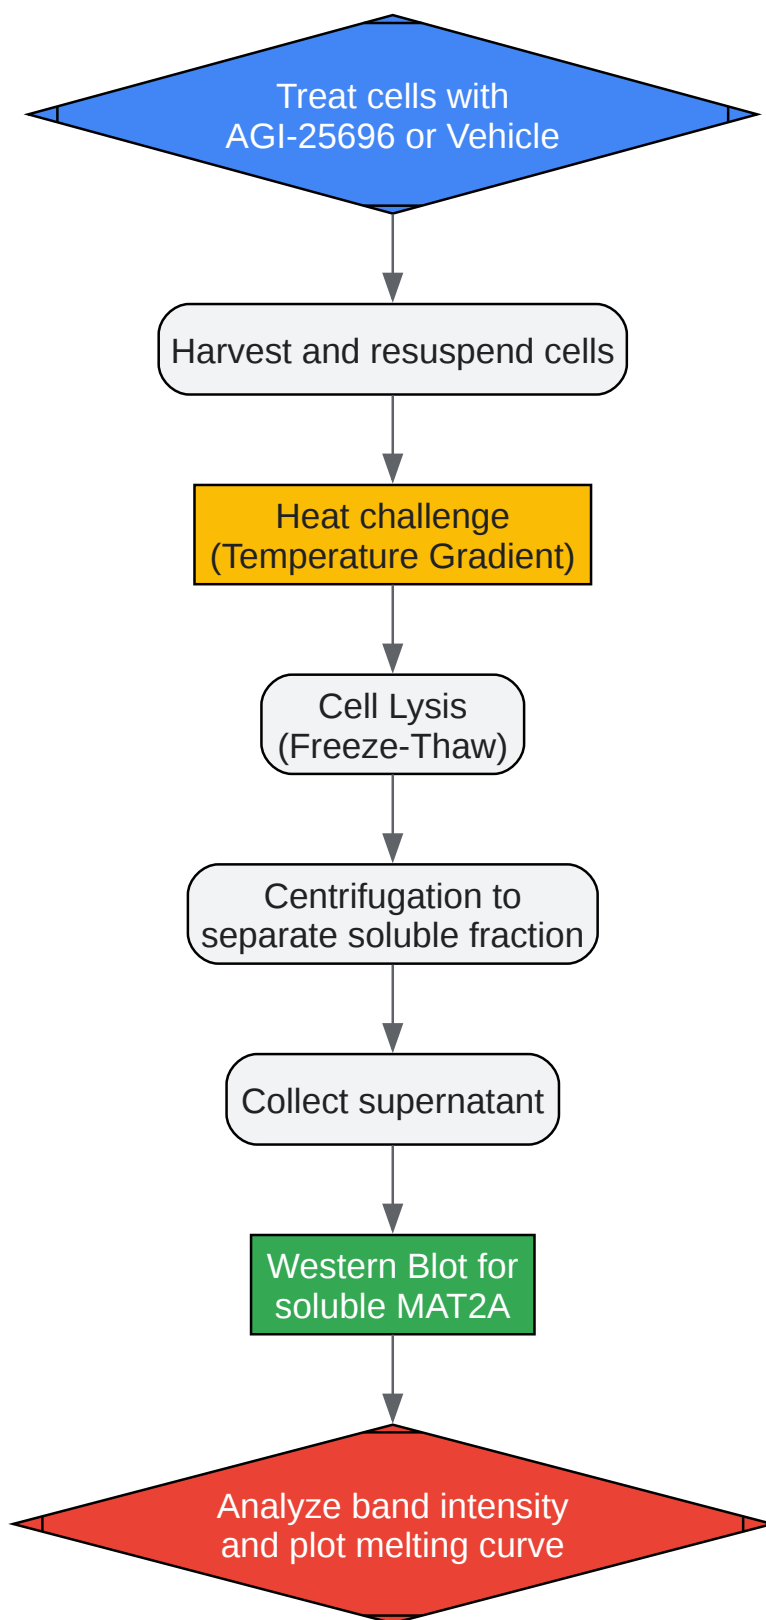 Treat cells with
AGI-25696 or Vehicle
Harvest and resuspend cells
Heat challenge
(Temperature Gradient)
Cell Lysis
(Freeze-Thaw)
Centrifugation to
separate soluble fraction
Collect supernatant
Western Blot for
soluble MAT2A
Analyze band intensity
and plot melting curve